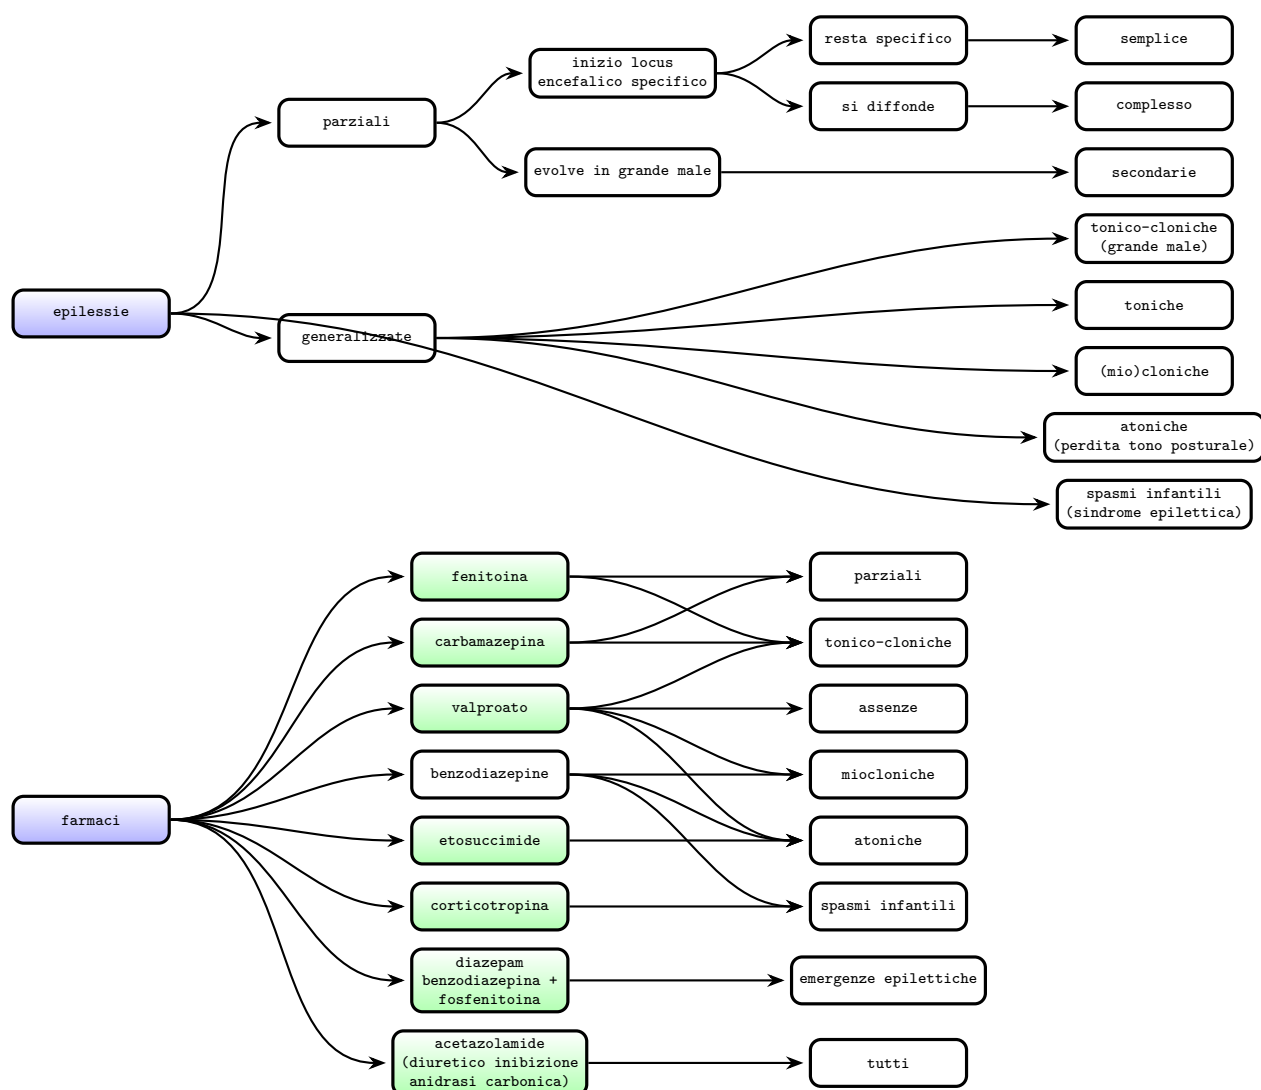 resta specifico
semplice
inizio locus
encefalico specifico
si diffonde
complesso
parziali
evolve in grande male
secondarie
tonico-cloniche
(grande male)
epilessie
toniche
generalizzate
(mio)cloniche
atoniche
(perdita tono posturale)
spasmi infantili
(sindrome epilettica)
fenitoina
parziali
carbamazepina
tonico-cloniche
valproato
assenze
benzodiazepine
miocloniche
farmaci
etosuccimide
atoniche
corticotropina
spasmi infantili
diazepam
benzodiazepina +
fosfenitoina
emergenze epilettiche
acetazolamide
(diuretico inibizione
anidrasi carbonica)
tutti